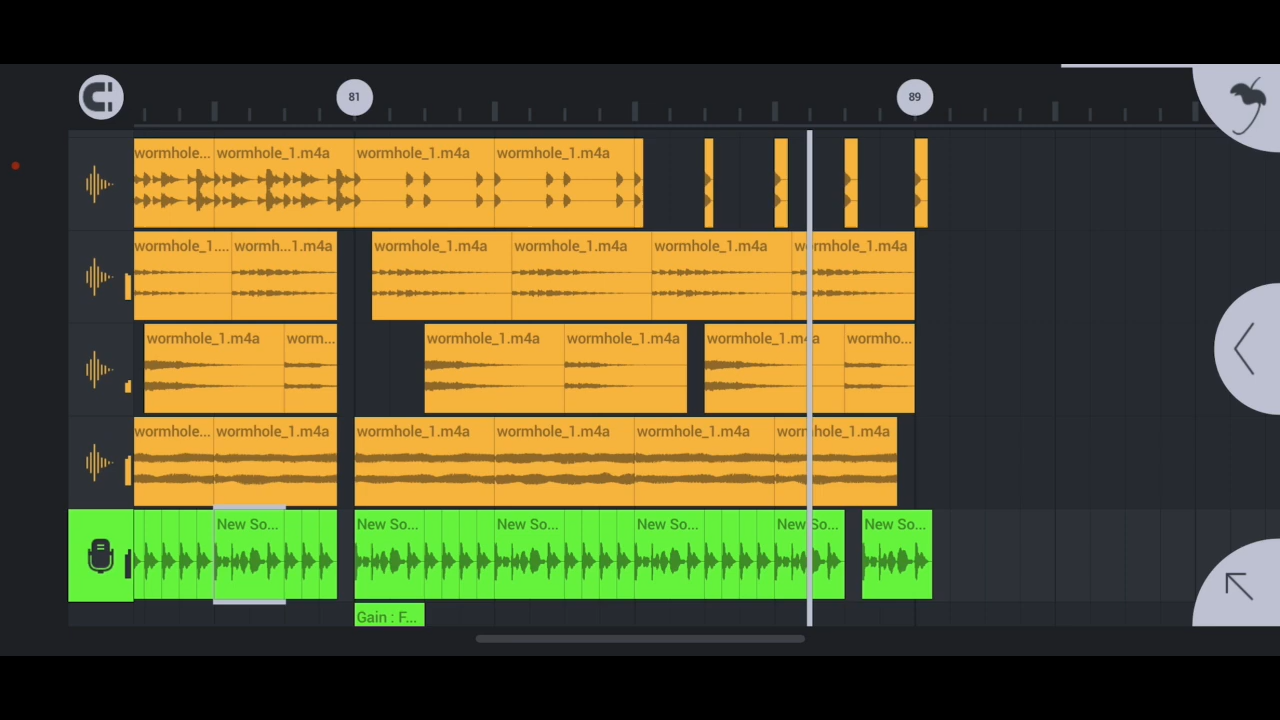 81 89
wormhole... wormhole_1.m4a wormhole_1.m4a wormhole_1.m4a
wormhole_1.... wormh...1.m4a wormhole_1.m4a wormhole_1.m4a wormhole_1.m4a wormhole_1.m4a
wormhole_1.m4a worm... wormhole_1.m4a wormhole_1.m4a wormhole_1.m4a wormho...
wormhole... wormhole_1.m4a wormhole_1.m4a wormhole_1.m4a wormhole_1.m4a wormhole_1.m4a
New So... New So... New So... New So... New So... New So...
Gain : F...